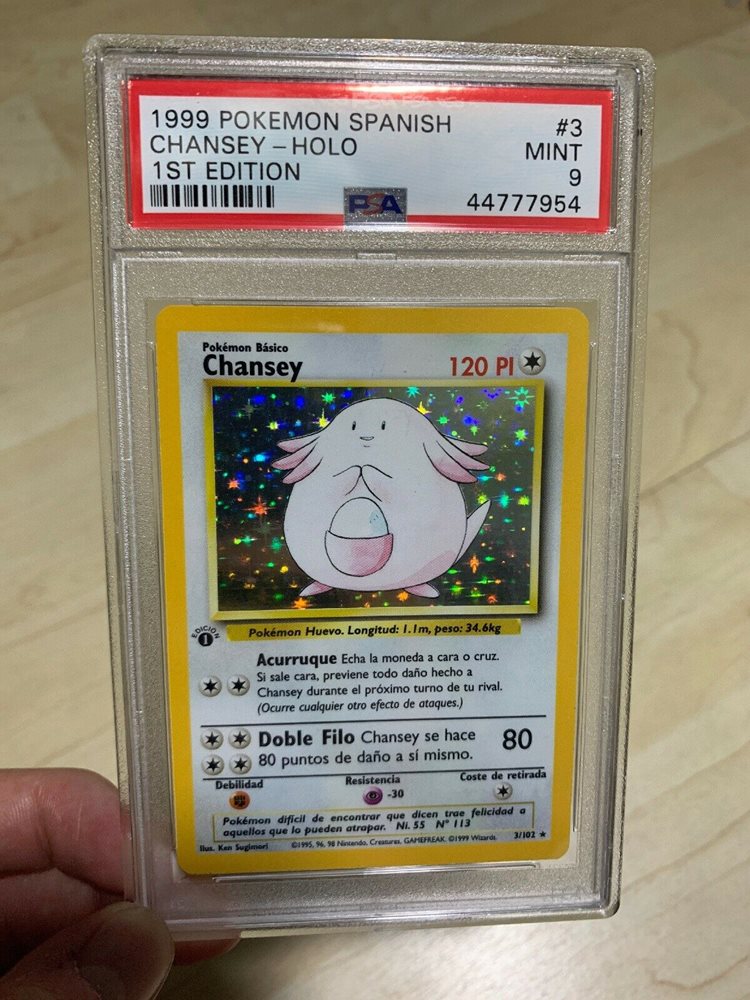 1999 POKEMON SPANISH #3
CHANSEY – HOLO MINT
1ST EDITION 9
PSA 44777954
Pokémon Básico
Chansey 120 PI
EDICION
1
Pokémon Huevo. Longitud: 1.1m, peso: 34.6kg
Acurruque Echa la moneda a cara o cruz.
Si sale cara, previene todo daño hecho a
Chansey durante el próximo turno de tu rival.
(Ocurre cualquier otro efecto de ataques.)
Doble Filo Chansey se hace 80
80 puntos de daño a sí mismo.
Debilidad Resistencia Coste de retirada
-30
Pokémon difícil de encontrar que dicen trae felicidad a
aquellos que lo pueden atrapar. Ni. 55 Nº 113
Ilus. Ken Sugimori ©1995, 96, 98 Nintendo, Creatures, GAMEFREAK. ©1999 Wizards. 3/102